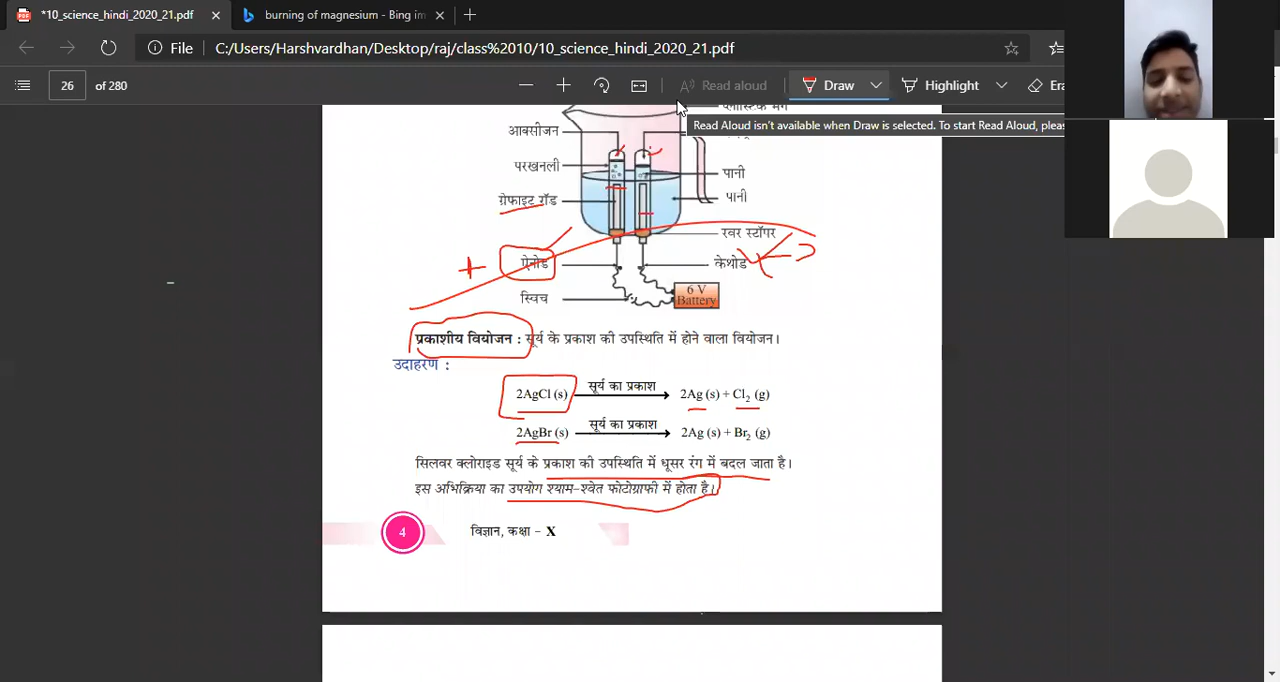 *10_science_hindi_2020_21.pdf
burning of magnesium - Bing im
File C:/Users/Harshvardhan/Desktop/raj/class%2010/10_science_hindi_2020_21.pdf
26 of 280
Read aloud
Draw
Highlight
Era
Read Aloud isn't available when Draw is selected. To start Read Aloud, pleas
आक्सीजन
परखनली
पानी
ग्रेफाइट रॉड
पानी
रबर स्टॉपर
+ ऐनोड
केथोड
स्विच
6 V
Battery
प्रकाशीय वियोजन : सूर्य के प्रकाश की उपस्थिति में होने वाला वियोजन।
उदाहरण :
2AgCl (s) सूर्य का प्रकाश 2Ag (s) + Cl₂ (g)
2AgBr (s) सूर्य का प्रकाश 2Ag (s) + Br₂ (g)
सिलवर क्लोराइड सूर्य के प्रकाश की उपस्थिति में धूसर रंग में बदल जाता है।
इस अभिक्रिया का उपयोग श्याम-श्वेत फोटोग्राफी में होता है।
4 विज्ञान, कक्षा - X